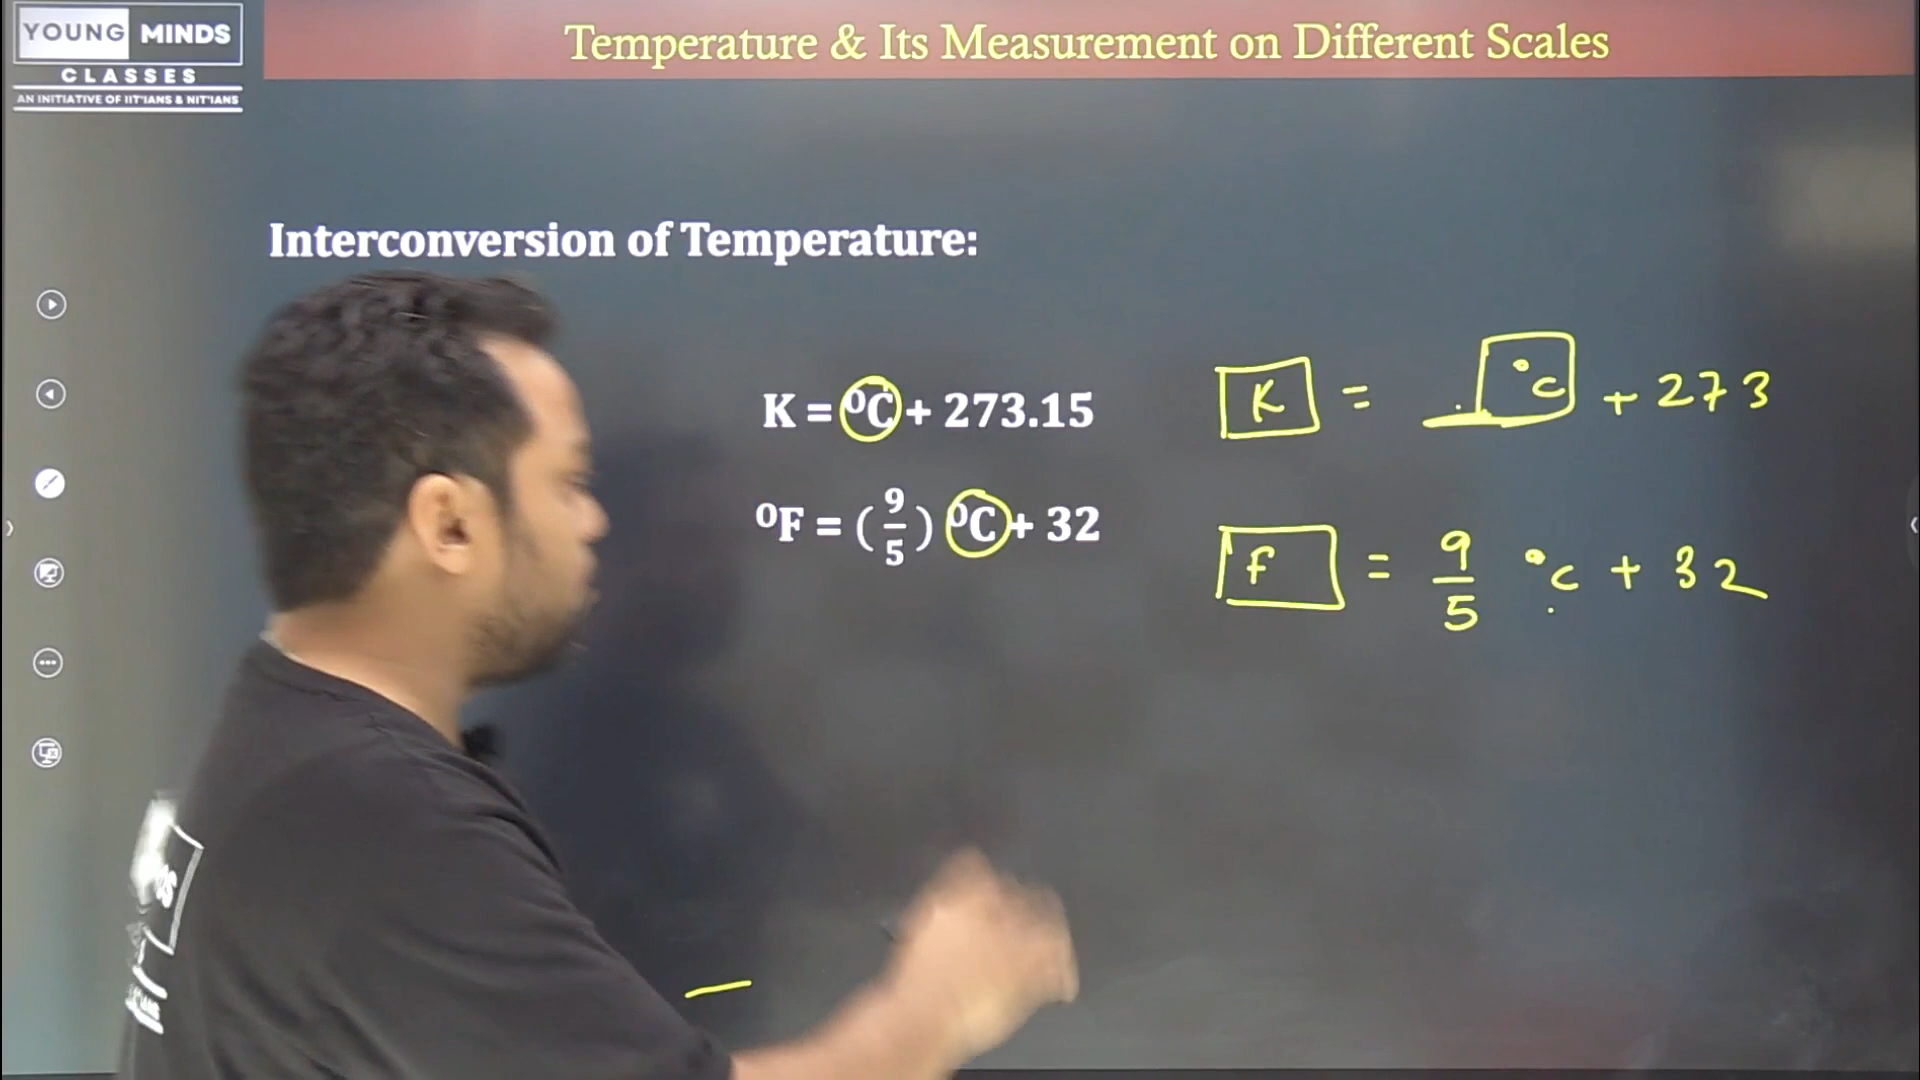 YOUNG MINDS
CLASSES
AN INITIATIVE OF IIT'IANS & NIT'IANS
Temperature & Its Measurement on Different Scales
Interconversion of Temperature:
K = ⁰C + 273.15
⁰F = (9/5) ⁰C + 32
K = °C + 273
f = 9/5 °C + 32